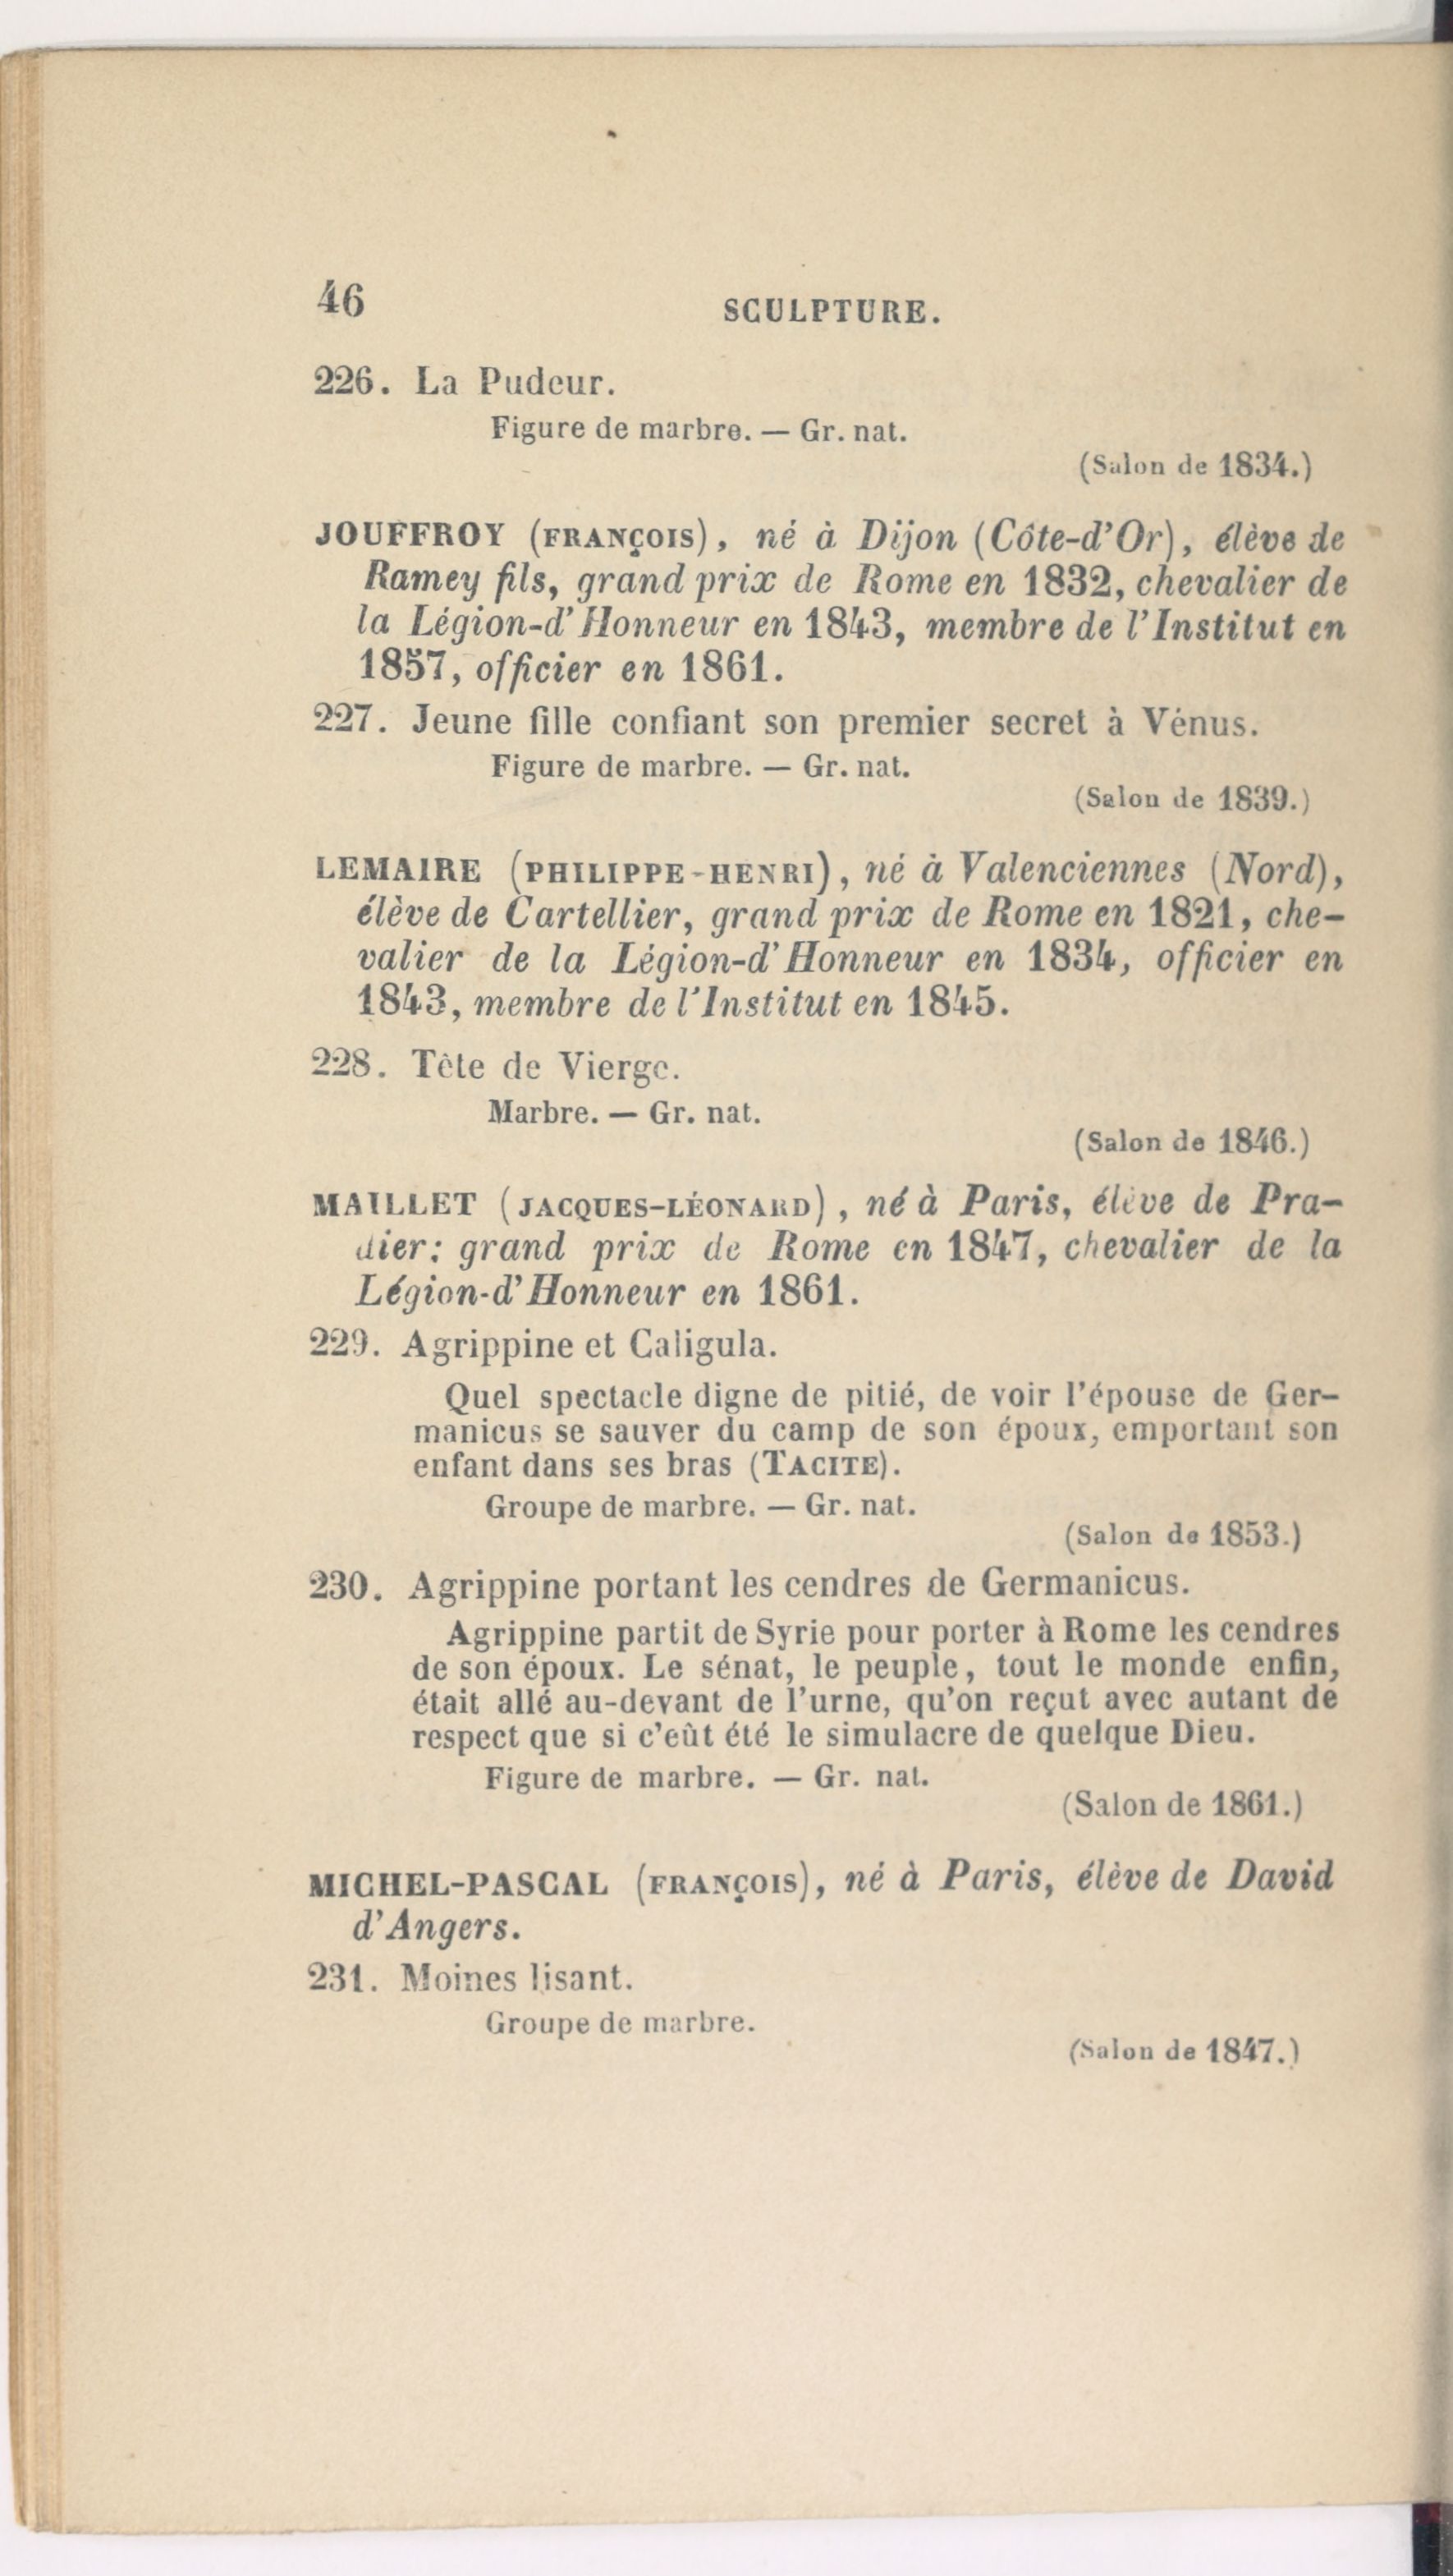 46
SCULPTURE.
226. La Pudeur.
Figure de marbre. — Gr. nat.
(Salon de 1834.)
JOUFFROY (FRANÇOIS), né à Dijon (Côte-d'Or), élève de
Ramey fils, grand prix de Rome en 1832, chevalier de
la Légion-d'Honneur en 1843, membre de l'Institut en
1857, officier en 1861.
227. Jeune fille confiant son premier secret à Vénus.
Figure de marbre. — Gr. nat.
(Salon de 1839.)
LEMAIRE (PHILIPPE-HENRI), né à Valenciennes (Nord),
élève de Cartellier, grand prix de Rome en 1821, che-
valier de la Légion-d'Honneur en 1834, officier en
1843, membre de l'Institut en 1845.
228. Tête de Vierge.
Marbre. — Gr. nat.
(Salon de 1846.)
MAILLET (JACQUES-LÉONARD), né à Paris, élève de Pra-
dier; grand prix de Rome en 1847, chevalier de la
Légion-d'Honneur en 1861.
229. Agrippine et Caligula.
Quel spectacle digne de pitié, de voir l'épouse de Ger-
manicus se sauver du camp de son époux, emportant son
enfant dans ses bras (TACITE).
Groupe de marbre. — Gr. nat.
(Salon de 1853.)
230. Agrippine portant les cendres de Germanicus.
Agrippine partit de Syrie pour porter à Rome les cendres
de son époux. Le sénat, le peuple, tout le monde enfin,
était allé au-devant de l'urne, qu'on reçut avec autant de
respect que si c'eût été le simulacre de quelque Dieu.
Figure de marbre. — Gr. nat.
(Salon de 1861.)
MICHEL-PASCAL (FRANÇOIS), né à Paris, élève de David
d'Angers.
231. Moines lisant.
Groupe de marbre.
(Salon de 1847.)